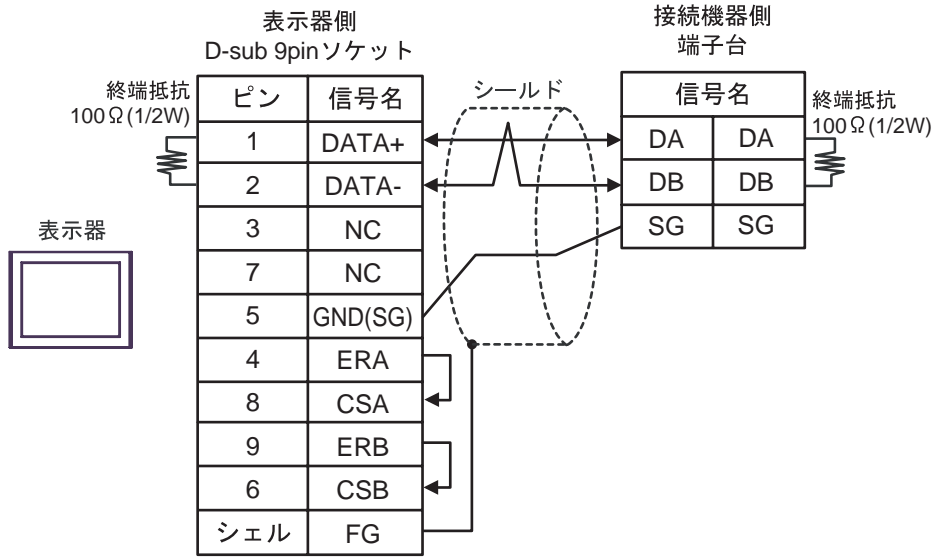 表示器側
D-sub 9pinソケット
接続機器側
端子台
終端抵抗
100Ω(1/2W)
ピン 信号名
1 DATA+
2 DATA-
3 NC
7 NC
5 GND(SG)
4 ERA
8 CSA
9 ERB
6 CSB
シェル FG
シールド
信号名
DA DA
DB DB
SG SG
終端抵抗
100Ω(1/2W)
表示器